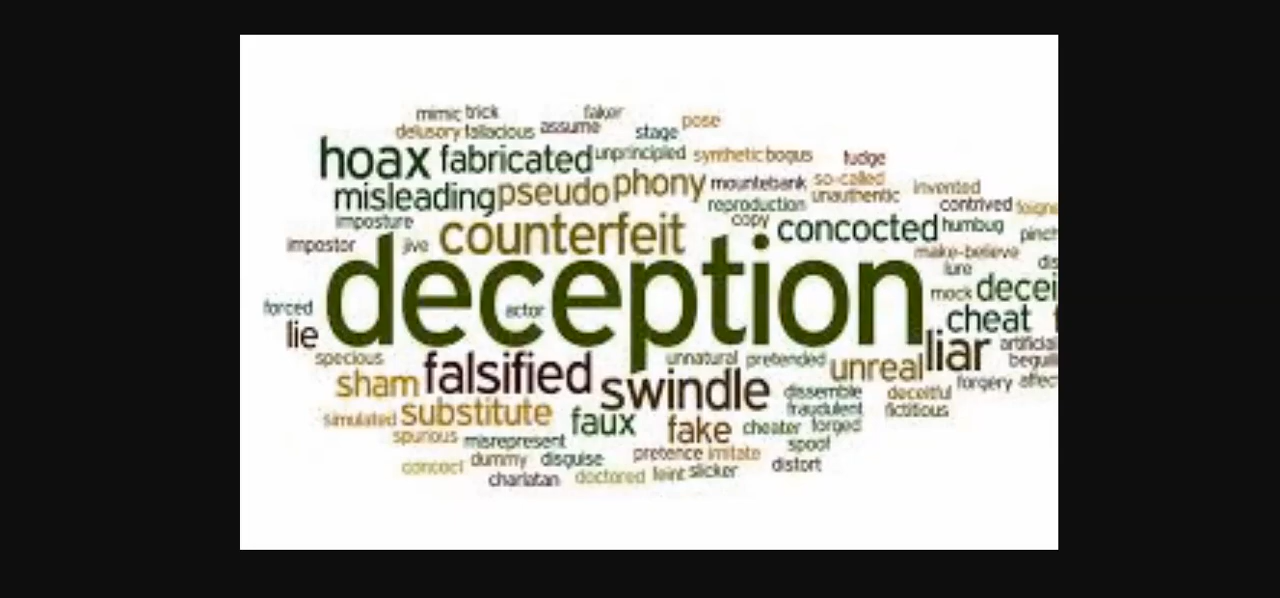 mimic trick faker
delusory fallacious assume stage pose
hoax fabricated unprincipled synthetic bogus fudge
misleading pseudo phony mountebank so-called invented
reproduction unauthentic contrived
imposture counterfeit copy concocted humbug
impostor jive make-believe
deception lure
mock
forced actor cheat
lie liar
specious unnatural pretended unreal
sham falsified swindle dissemble deceitful forgery
simulated substitute faux fake fraudulent fictitious
spurious misrepresent cheater forged
concoct dummy disguise pretence imitate spoof
charlatan doctored feint slicker distort